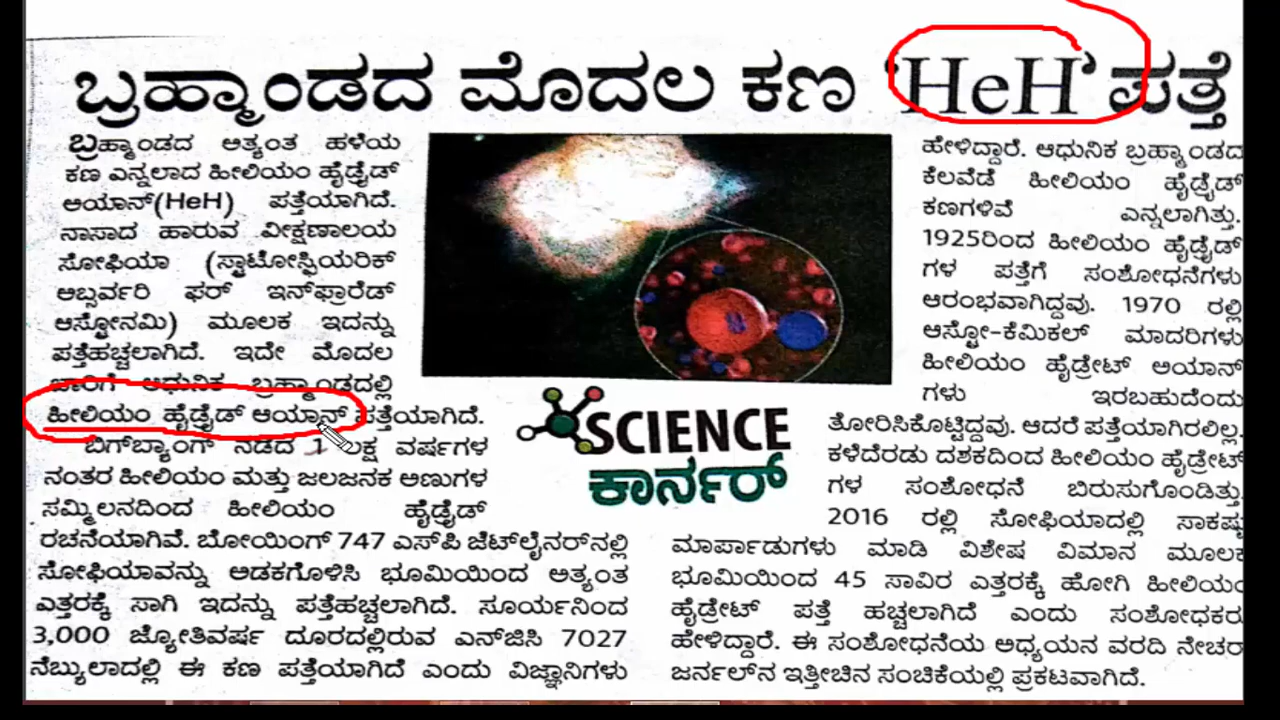 ಬ್ರಹ್ಮಾಂಡದ ಮೊದಲ ಕಣ 'HeH' ಪತ್ತೆ
ಬ್ರಹ್ಮಾಂಡದ ಅತ್ಯಂತ ಹಳೆಯ
ಕಣ ಎನ್ನಲಾದ ಹೀಲಿಯಂ ಹೈಡ್ರೈಡ್
ಅಯಾನ್(HeH) ಪತ್ತೆಯಾಗಿದೆ.
ನಾಸಾದ ಹಾರುವ ವೀಕ್ಷಣಾಲಯ
ಸೋಫಿಯಾ (ಸ್ಟ್ರಾಟೋಸ್ಫಿಯರಿಕ್
ಆಬ್ಸರ್ವರಿ ಫರ್ ಇನ್‌ಫ್ರಾರೆಡ್
ಆಸ್ಟ್ರೋನಮಿ) ಮೂಲಕ ಇದನ್ನು
ಪತ್ತೆಹಚ್ಚಲಾಗಿದೆ. ಇದೇ ಮೊದಲ
ಬಾರಿಗೆ ಆಧುನಿಕ ಬ್ರಹ್ಮಾಂಡದಲ್ಲಿ
ಹೀಲಿಯಂ ಹೈಡ್ರೈಡ್ ಆಯಾನ್ ಪತ್ತೆಯಾಗಿದೆ.
ಬಿಗ್‌ಬ್ಯಾಂಗ್ ನಡೆದ 1 ಲಕ್ಷ ವರ್ಷಗಳ
ನಂತರ ಹೀಲಿಯಂ ಮತ್ತು ಜಲಜನಕ ಅಣುಗಳ
ಸಮ್ಮಿಲನದಿಂದ ಹೀಲಿಯಂ ಹೈಡ್ರೈಡ್
ರಚನೆಯಾಗಿವೆ. ಬೋಯಿಂಗ್ 747 ಎಸ್‌ಪಿ ಜೆಟ್‌ಲೈನರ್‌ನಲ್ಲಿ
ಸೋಫಿಯಾವನ್ನು ಅಡಕಗೊಳಿಸಿ ಭೂಮಿಯಿಂದ ಅತ್ಯಂತ
ಎತ್ತರಕ್ಕೆ ಸಾಗಿ ಇದನ್ನು ಪತ್ತೆಹಚ್ಚಲಾಗಿದೆ. ಸೂರ್ಯನಿಂದ
3,000 ಜ್ಯೋತಿವರ್ಷ ದೂರದಲ್ಲಿರುವ ಎನ್‌ಜಿಸಿ 7027
ನೆಬ್ಯುಲಾದಲ್ಲಿ ಈ ಕಣ ಪತ್ತೆಯಾಗಿದೆ ಎಂದು ವಿಜ್ಞಾನಿಗಳು
SCIENCE
ಕಾರ್ನರ್
ಹೇಳಿದ್ದಾರೆ. ಆಧುನಿಕ ಬ್ರಹ್ಮಾಂಡದ
ಕೆಲವೆಡೆ ಹೀಲಿಯಂ ಹೈಡ್ರೈಡ್
ಕಣಗಳಿವೆ ಎನ್ನಲಾಗಿತ್ತು.
1925ರಿಂದ ಹೀಲಿಯಂ ಹೈಡ್ರೈಡ್
ಗಳ ಪತ್ತೆಗೆ ಸಂಶೋಧನೆಗಳು
ಆರಂಭವಾಗಿದ್ದವು. 1970 ರಲ್ಲಿ
ಆಸ್ಟ್ರೋ-ಕೆಮಿಕಲ್ ಮಾದರಿಗಳು
ಹೀಲಿಯಂ ಹೈಡ್ರೇಟ್ ಅಯಾನ್
ಗಳು ಇರಬಹುದೆಂದು
ತೋರಿಸಿಕೊಟ್ಟಿದ್ದವು. ಆದರೆ ಪತ್ತೆಯಾಗಿರಲಿಲ್ಲ.
ಕಳೆದೆರಡು ದಶಕದಿಂದ ಹೀಲಿಯಂ ಹೈಡ್ರೇಟ್
ಗಳ ಸಂಶೋಧನೆ ಬಿರುಸುಗೊಂಡಿತ್ತು.
2016 ರಲ್ಲಿ ಸೋಫಿಯಾದಲ್ಲಿ ಸಾಕಷ್ಟು
ಮಾರ್ಪಾಡುಗಳು ಮಾಡಿ ವಿಶೇಷ ವಿಮಾನ ಮೂಲಕ
ಭೂಮಿಯಿಂದ 45 ಸಾವಿರ ಎತ್ತರಕ್ಕೆ ಹೋಗಿ ಹೀಲಿಯಂ
ಹೈಡ್ರೇಟ್ ಪತ್ತೆ ಹಚ್ಚಲಾಗಿದೆ ಎಂದು ಸಂಶೋಧಕರು
ಹೇಳಿದ್ದಾರೆ. ಈ ಸಂಶೋಧನೆಯ ಅಧ್ಯಯನ ವರದಿ ನೇಚರ್
ಜರ್ನಲ್‌ನ ಇತ್ತೀಚಿನ ಸಂಚಿಕೆಯಲ್ಲಿ ಪ್ರಕಟವಾಗಿದೆ.